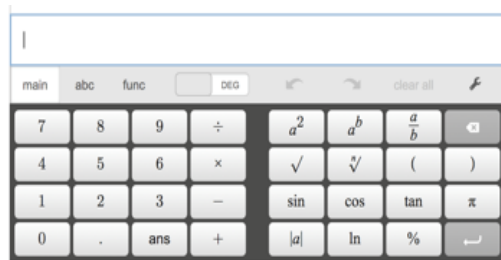 main abc func DEG clear all
7 8 9 ÷ a² aᵇ a/b
4 5 6 × √ ⁿ√ ( )
1 2 3 − sin cos tan π
0 . ans + |a| ln %